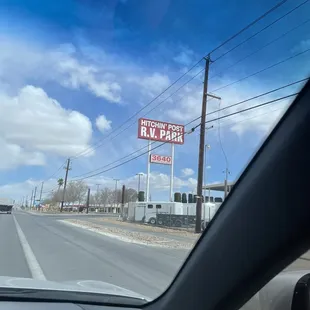 HITCHIN' POST
R.V. PARK
3640